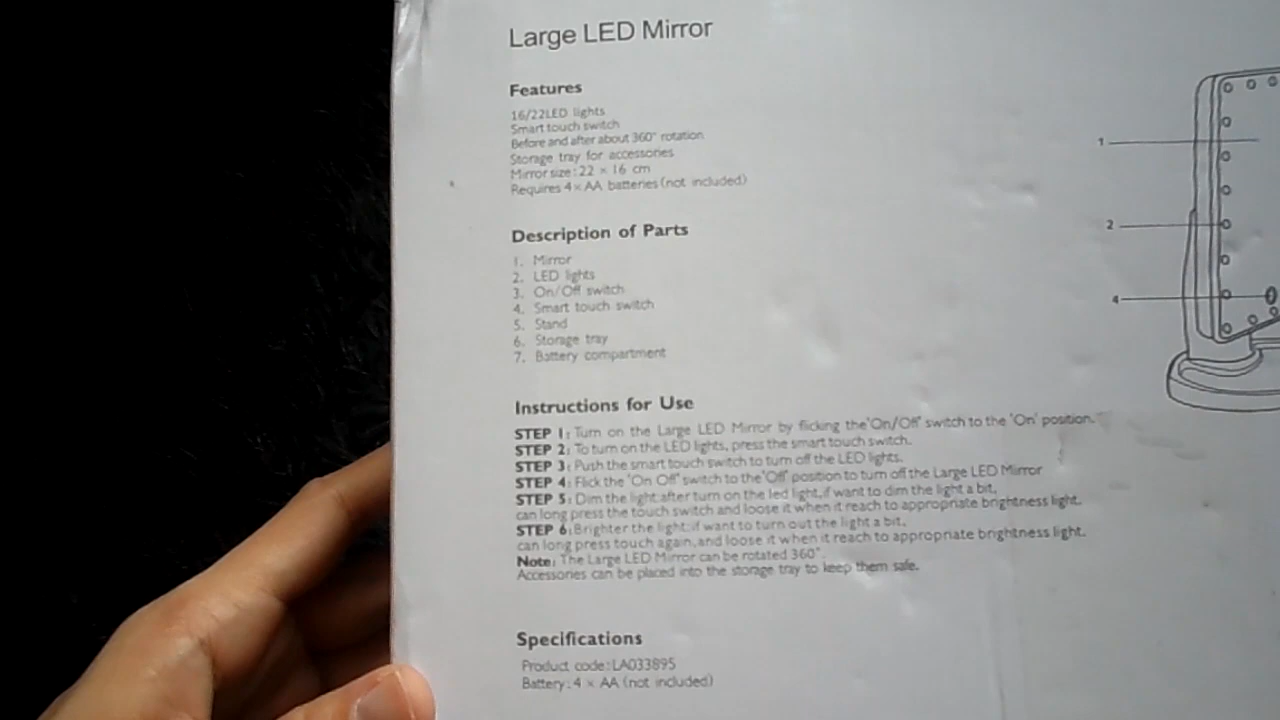 Large LED Mirror
Features
16/22LED lights
Smart touch switch
Before and after about 360° rotation
Storage tray for accessories
Mirror size: 22 × 16 cm
Requires 4× AA batteries (not included)
Description of Parts
1. Mirror
2. LED lights
3. On/Off switch
4. Smart touch switch
5. Stand
6. Storage tray
7. Battery compartment
Instructions for Use
STEP 1: Turn on the Large LED Mirror by flicking the 'On/Off' switch to the 'On' position.
STEP 2: To turn on the LED lights, press the smart touch switch.
STEP 3: Push the smart touch switch to turn off the LED lights.
STEP 4: Flick the 'On Off' switch to the 'Off' position to turn off the Large LED Mirror
STEP 5: Dim the light:after turn on the led light,if want to dim the light a bit,
can long press the touch switch and loose it when it reach to appropriate brightness light.
STEP 6:Brighter the light:if want to turn out the light a bit,
can long press touch again,and loose it when it reach to appropriate brightness light.
Note: The Large LED Mirror can be rotated 360°.
Accessories can be placed into the storage tray to keep them safe.
Specifications
Product code:LA033895
Battery: 4 × AA (not included)
1
2
4